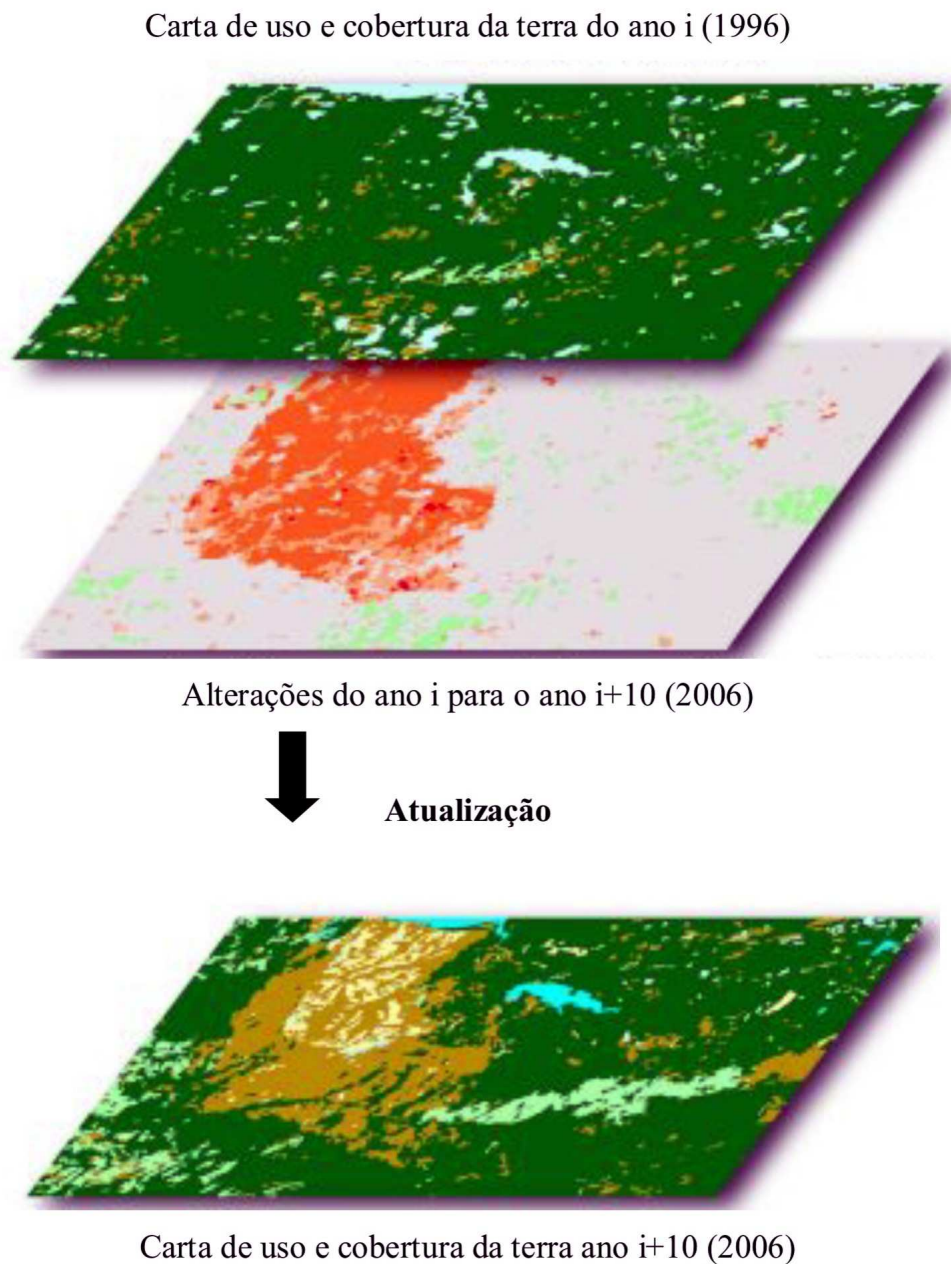 Carta de uso e cobertura da terra do ano i (1996)
Alterações do ano i para o ano i+10 (2006)
Atualização
Carta de uso e cobertura da terra ano i+10 (2006)